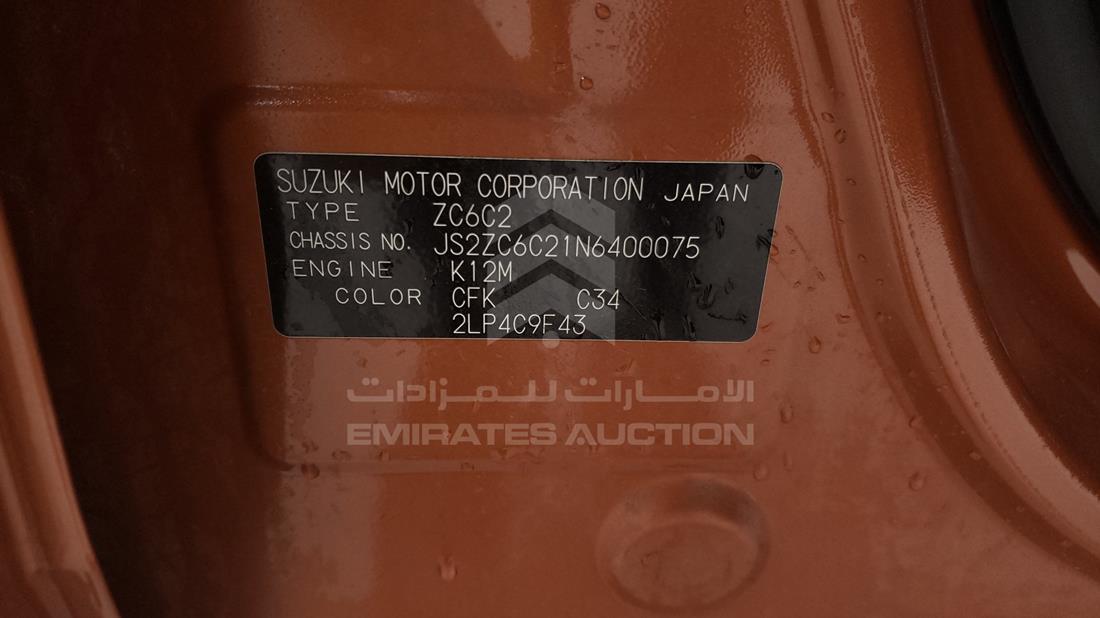 SUZUKI MOTOR CORPORATION JAPAN
TYPE ZC6C2
CHASSIS NO. JS2ZC6C21N6400075
ENGINE K12M
COLOR CFK C34
2LP4C9F43
الامارات للمزادات
EMIRATES AUCTION